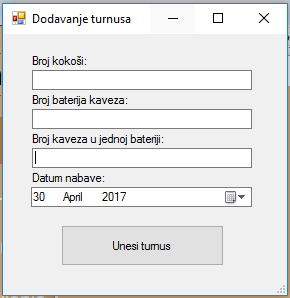 Dodavanje turnusa
Broj kokoši:
Broj baterija kaveza:
Broj kaveza u jednoj bateriji:
Datum nabave:
30 April 2017
Unesi turnus